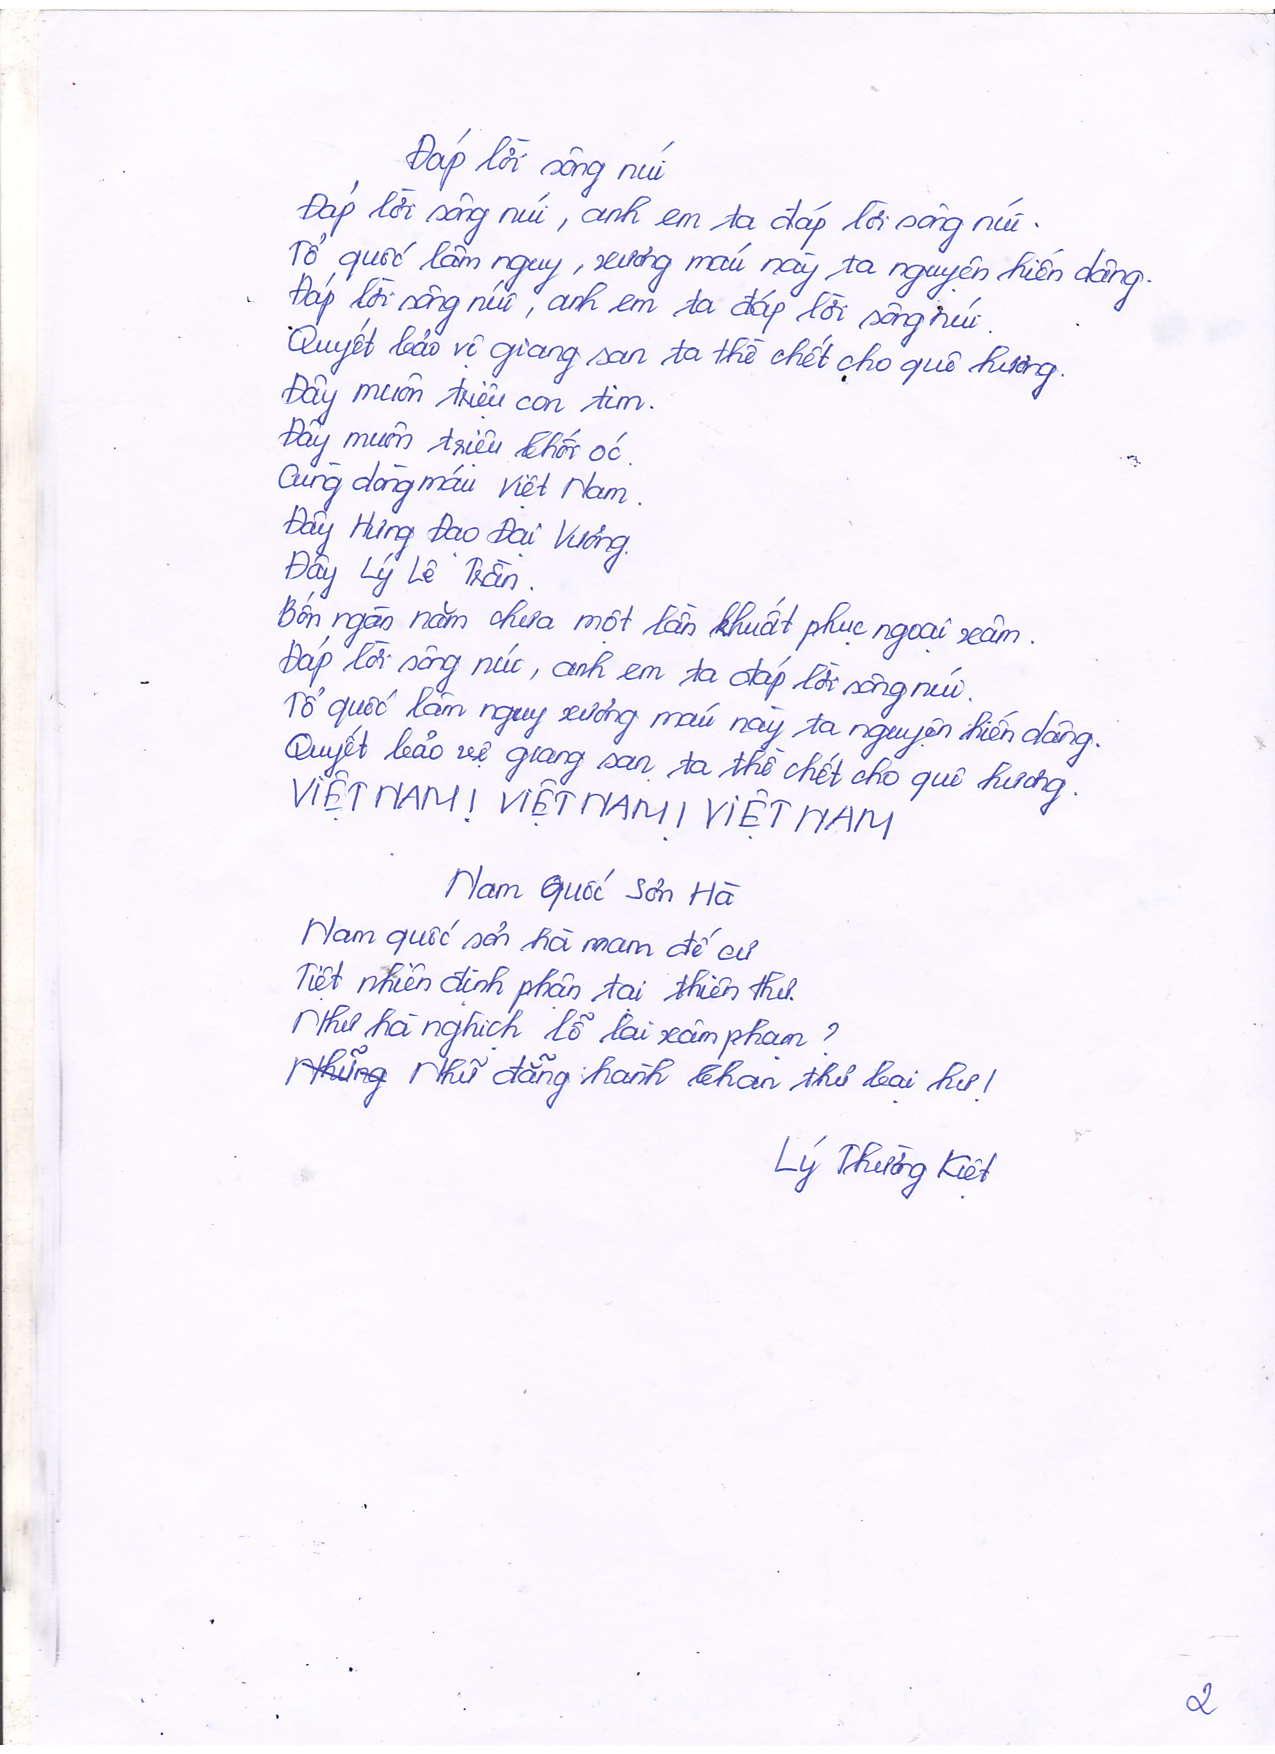 Đáp lời sông núi
Đáp lời sông núi, anh em ta đáp lời sông núi.
Tổ quốc lâm nguy, xương máu này ta nguyện hiến dâng.
Đáp lời sông núi, anh em ta đáp lời sông núi.
Quyết bảo vệ giang san ta thề chết cho quê hương.
Đây muôn triệu con tim.
Đây muôn triệu khối óc.
Cùng dòng máu Việt Nam.
Đây Hưng Đạo Đại Vương.
Đây Lý Lê Trần.
Bốn ngàn năm chưa một lần khuất phục ngoại xâm.
Đáp lời sông núi, anh em ta đáp lời sông núi.
Tổ quốc lâm nguy xương máu này ta nguyện hiến dâng.
Quyết bảo vệ giang san ta thề chết cho quê hương.
VIỆT NAM! VIỆT NAM! VIỆT NAM
Nam Quốc Sơn Hà
Nam quốc sơn hà nam đế cư
Tiệt nhiên định phận tại thiên thư.
Như hà nghịch lỗ lai xâm phạm?
Những Nhữ đẳng hành khan thủ bại hư!
Lý Thường Kiệt
2